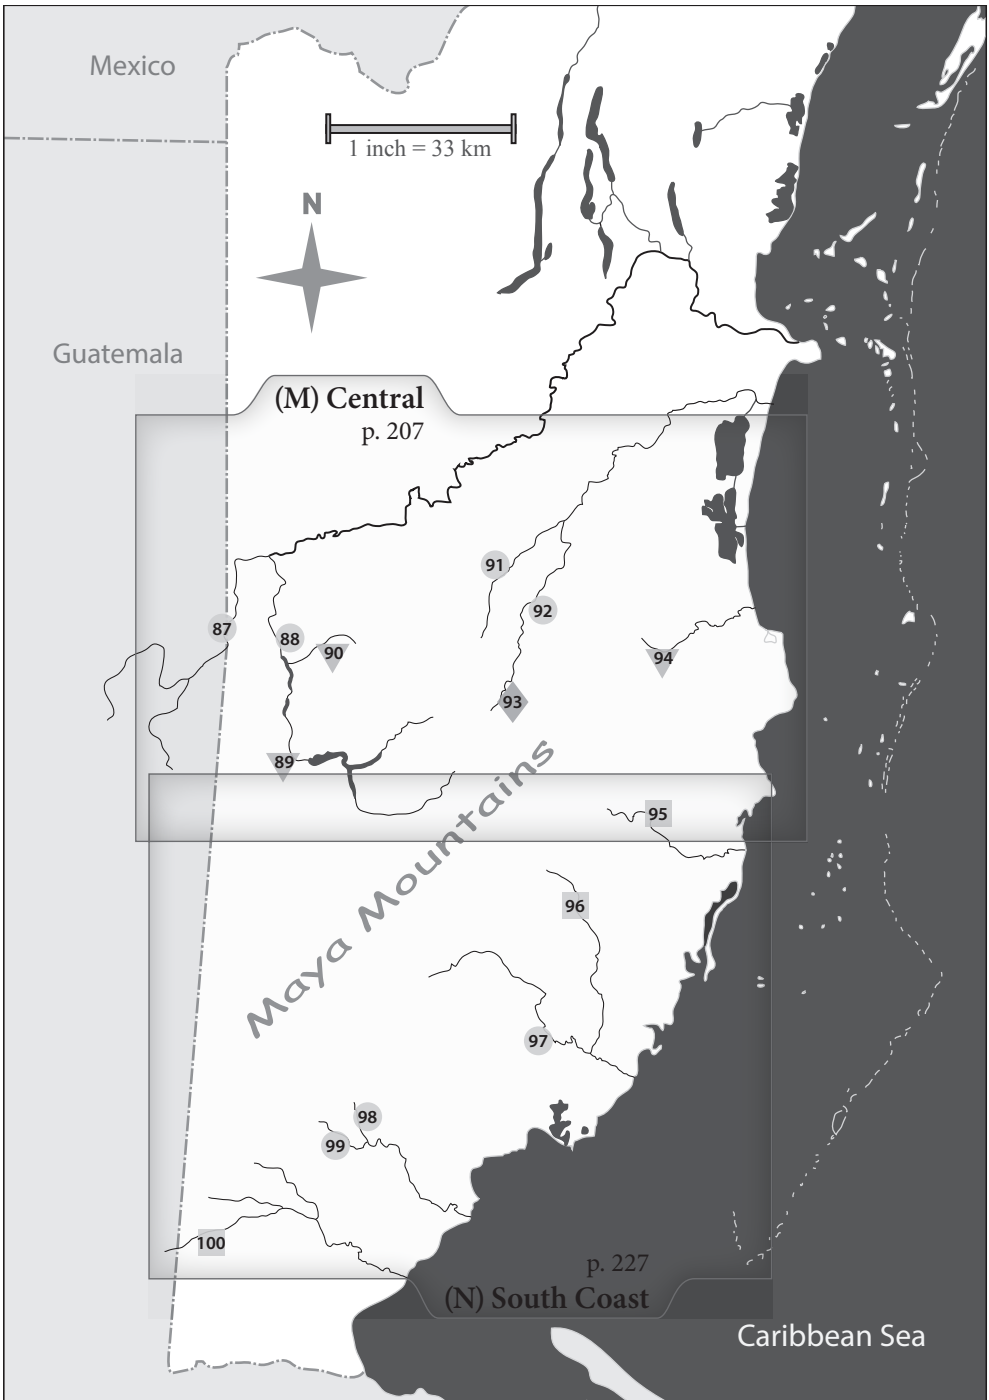 Mexico
1 inch = 33 km
N
Guatemala
(M) Central
p. 207
91
92
87
88
90
94
93
89
Maya Mountains
95
96
97
98
99
100
p. 227
(N) South Coast
Caribbean Sea